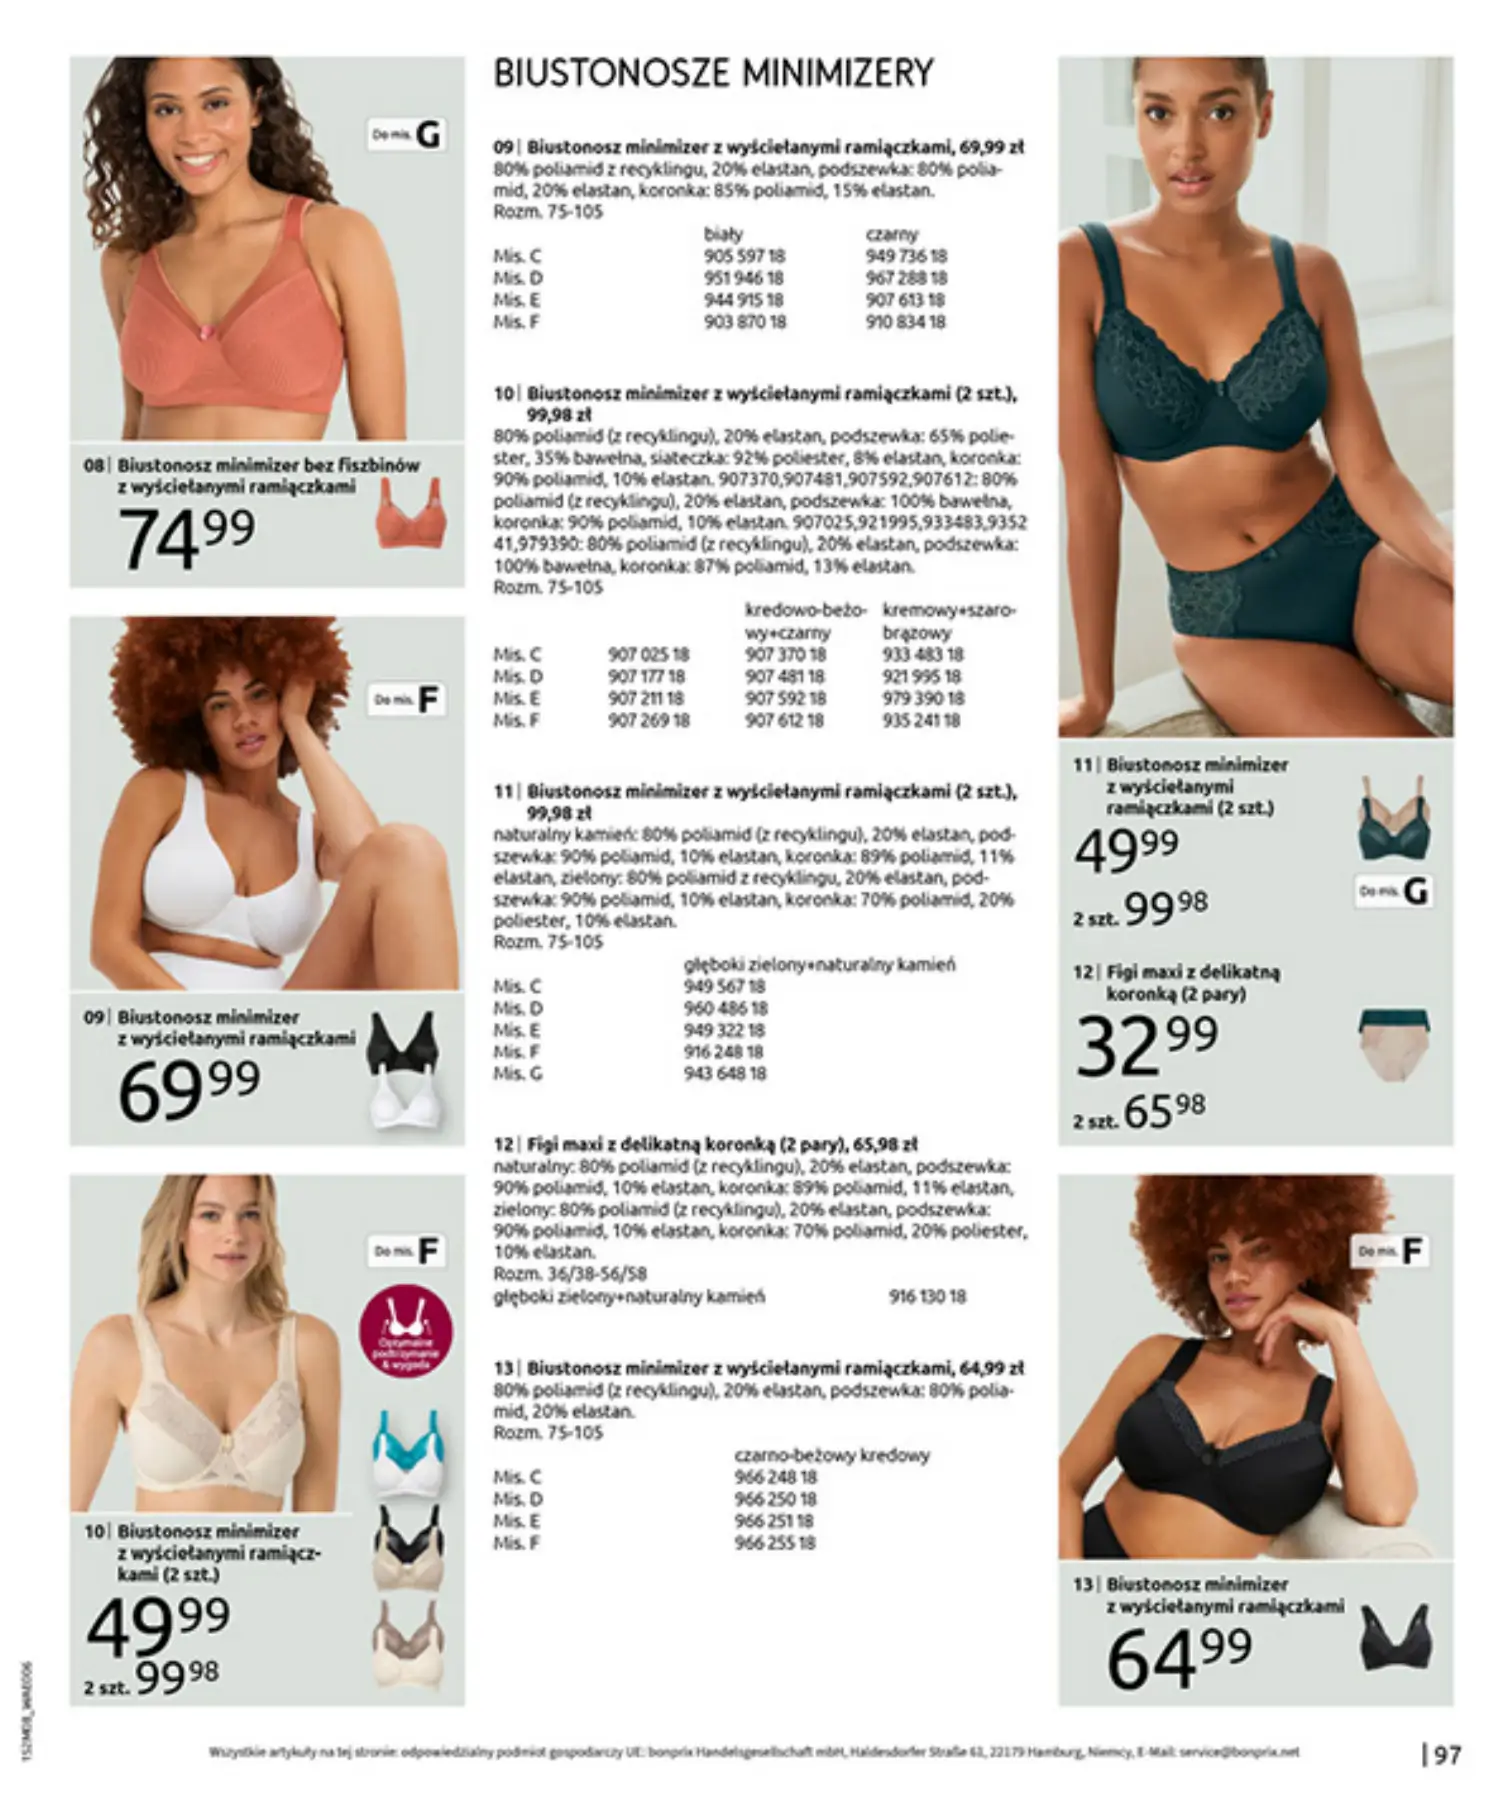 BIUSTONOSZE MINIMIZERY
Do mis. G
08| Biustonosz minimizer bez fiszbinów
z wyściełanymi ramiączkami
74 99
Do mis. F
09| Biustonosz minimizer
z wyściełanymi ramiączkami
69 99
Do mis. F
Optymalne
podtrzymanie
& wygoda
10| Biustonosz minimizer
z wyściełanymi ramiącz-
kami (2 szt.)
49 99
2 szt. 99 98
09| Biustonosz minimizer z wyściełanymi ramiączkami, 69,99 zł
80% poliamid z recyklingu, 20% elastan, podszewka: 80% polia-
mid, 20% elastan, koronka: 85% poliamid, 15% elastan.
Rozm. 75-105
biały czarny
Mis. C 905 597 18 949 736 18
Mis. D 951 946 18 967 288 18
Mis. E 944 915 18 907 613 18
Mis. F 903 870 18 910 834 18
10| Biustonosz minimizer z wyściełanymi ramiączkami (2 szt.),
99,98 zł
80% poliamid (z recyklingu), 20% elastan, podszewka: 65% polie-
ster, 35% bawełna, siateczka: 92% poliester, 8% elastan, koronka:
90% poliamid, 10% elastan. 907370,907481,907592,907612: 80%
poliamid (z recyklingu), 20% elastan, podszewka: 100% bawełna,
koronka: 90% poliamid, 10% elastan. 907025,921995,933483,9352
41,979390: 80% poliamid (z recyklingu), 20% elastan, podszewka:
100% bawełna, koronka: 87% poliamid, 13% elastan.
Rozm. 75-105
kredowo-beżo- kremowy+szaro-
wy+czarny brązowy
Mis. C 907 025 18 907 370 18 933 483 18
Mis. D 907 177 18 907 481 18 921 995 18
Mis. E 907 211 18 907 592 18 979 390 18
Mis. F 907 269 18 907 612 18 935 241 18
11| Biustonosz minimizer z wyściełanymi ramiączkami (2 szt.),
99,98 zł
naturalny kamień: 80% poliamid (z recyklingu), 20% elastan, pod-
szewka: 90% poliamid, 10% elastan, koronka: 89% poliamid, 11%
elastan, zielony: 80% poliamid z recyklingu, 20% elastan, pod-
szewka: 90% poliamid, 10% elastan, koronka: 70% poliamid, 20%
poliester, 10% elastan.
Rozm. 75-105
głęboki zielony+naturalny kamień
Mis. C 949 567 18
Mis. D 960 486 18
Mis. E 949 322 18
Mis. F 916 248 18
Mis. G 943 648 18
12| Figi maxi z delikatną koronką (2 pary), 65,98 zł
naturalny: 80% poliamid (z recyklingu), 20% elastan, podszewka:
90% poliamid, 10% elastan, koronka: 89% poliamid, 11% elastan,
zielony: 80% poliamid (z recyklingu), 20% elastan, podszewka:
90% poliamid, 10% elastan, koronka: 70% poliamid, 20% poliester,
10% elastan.
Rozm. 36/38-56/58
głęboki zielony+naturalny kamień 916 130 18
13| Biustonosz minimizer z wyściełanymi ramiączkami, 64,99 zł
80% poliamid (z recyklingu), 20% elastan, podszewka: 80% polia-
mid, 20% elastan.
Rozm. 75-105
czarno-beżowy kredowy
Mis. C 966 248 18
Mis. D 966 250 18
Mis. E 966 251 18
Mis. F 966 255 18
11| Biustonosz minimizer
z wyściełanymi
ramiączkami (2 szt.)
49 99
2 szt. 99 98
Do mis. G
12| Figi maxi z delikatną
koronką (2 pary)
32 99
2 szt. 65 98
Do mis. F
13| Biustonosz minimizer
z wyściełanymi ramiączkami
64 99
152M08_WAE006
Wszystkie artykuły na tej stronie: odpowiedzialny podmiot gospodarczy UE: bonprix Handelsgesellschaft mbH, Haldesdorfer Straße 61, 22179 Hamburg, Niemcy, E-Mail: service@bonprix.net
| 97